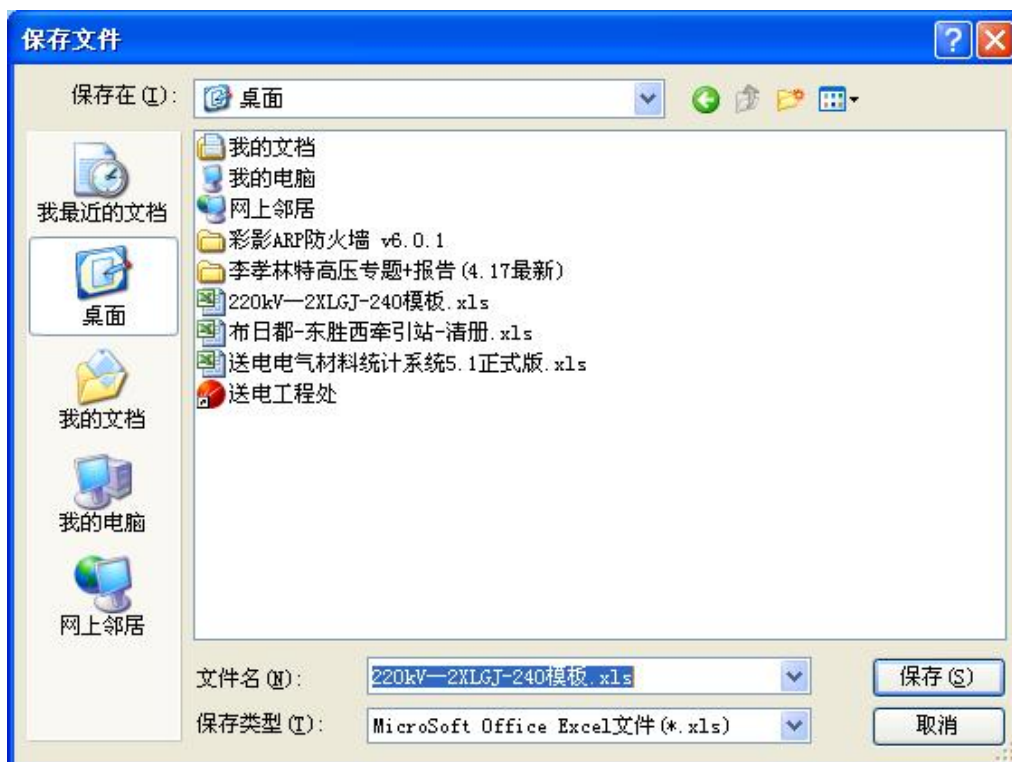 保存文件
保存在(I):
桌面
我最近的文档
桌面
我的文档
我的电脑
网上邻居
我的文档
我的电脑
网上邻居
彩影ARP防火墙 v6.0.1
李孝林特高压专题+报告(4.17最新)
220kV—2XLGJ-240模板.xls
布日都-东胜西牵引站-清册.xls
送电电气材料统计系统5.1正式版.xls
送电工程处
文件名(N):
220kV—2XLGJ-240模板.xls
保存(S)
保存类型(T):
MicroSoft Office Excel文件(*.xls)
取消